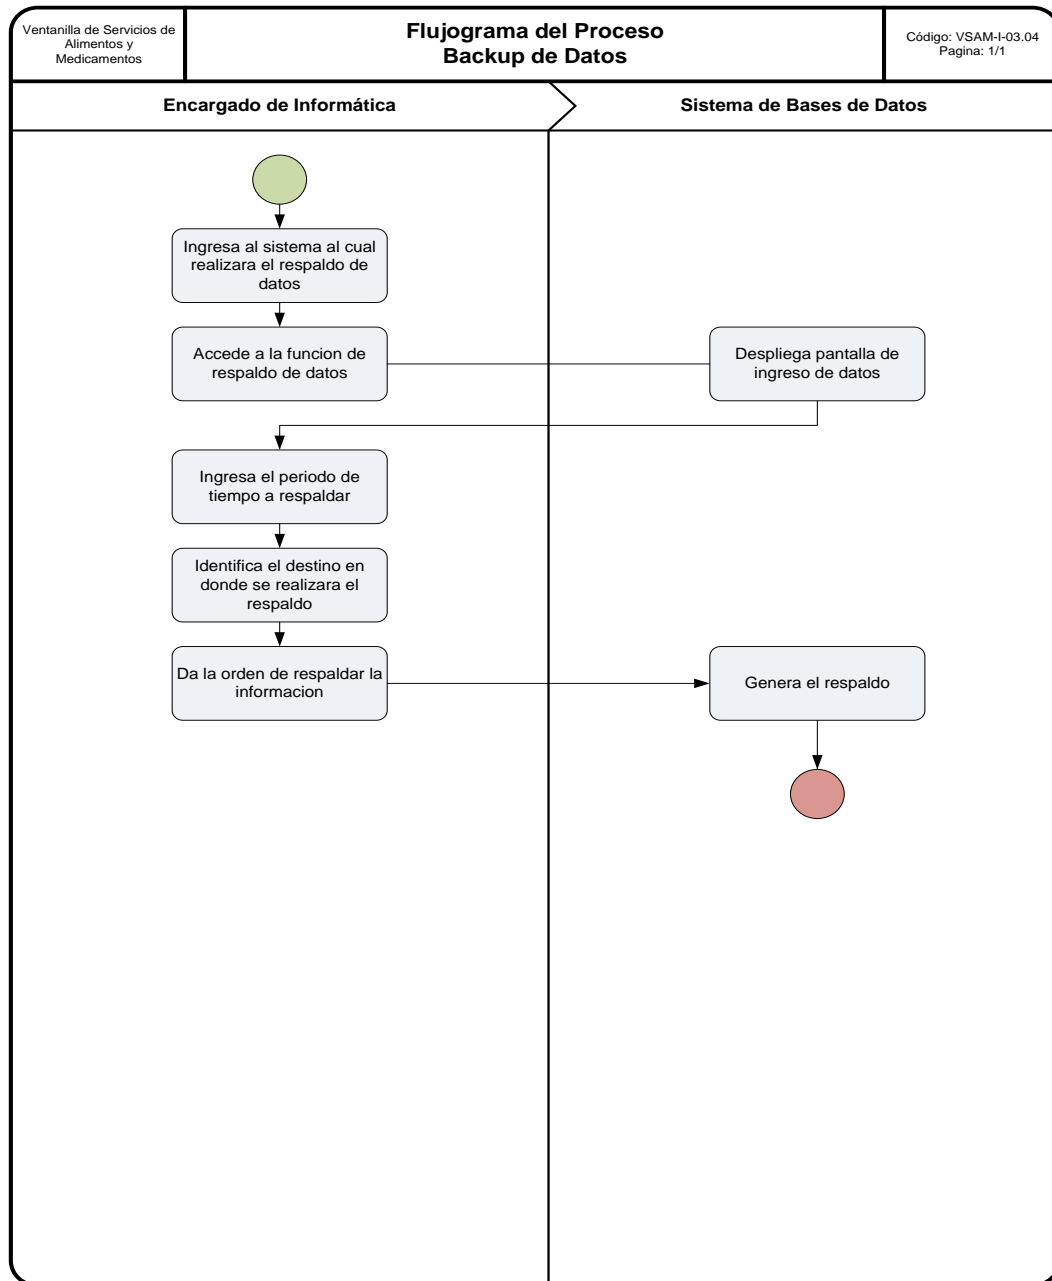 Ventanilla de Servicios de
Alimentos y
Medicamentos
Flujograma del Proceso
Backup de Datos
Código: VSAM-I-03.04
Pagina: 1/1
Encargado de Informática
Sistema de Bases de Datos
Ingresa al sistema al cual
realizara el respaldo de
datos
Accede a la funcion de
respaldo de datos
Despliega pantalla de
ingreso de datos
Ingresa el periodo de
tiempo a respaldar
Identifica el destino en
donde se realizara el
respaldo
Da la orden de respaldar la
informacion
Genera el respaldo